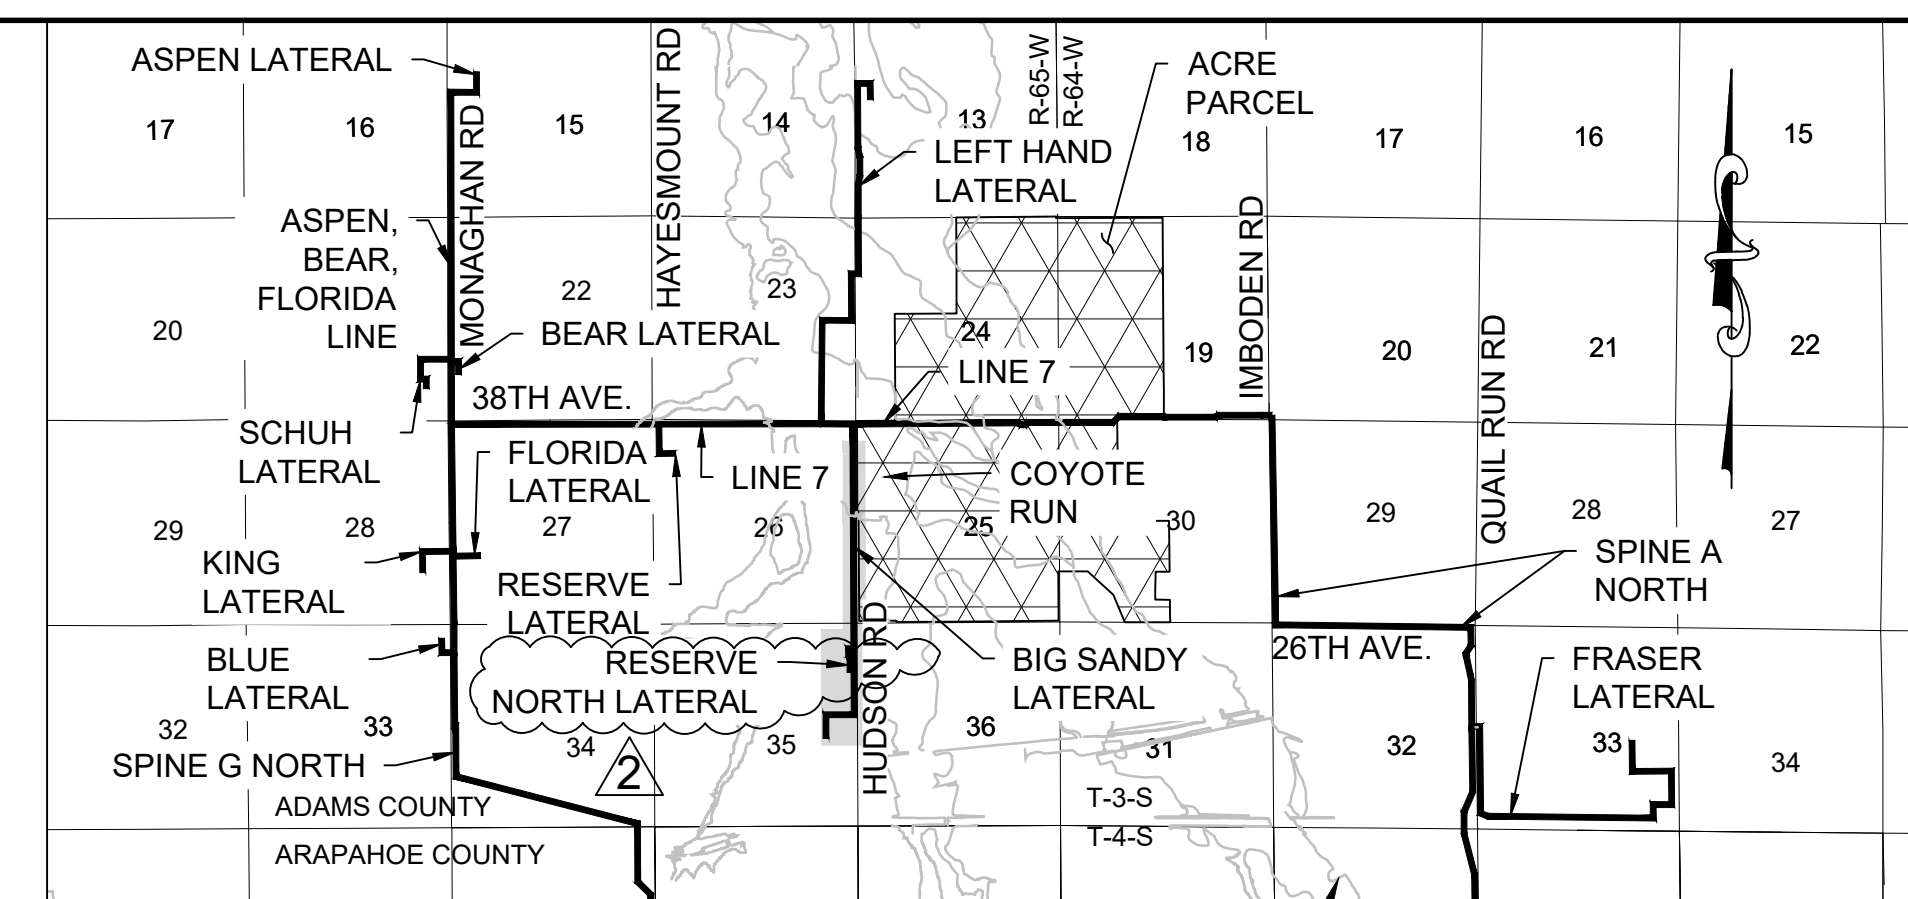 ASPEN LATERAL
HAYESMOUNT RD
R-65-W
R-64-W
ACRE
PARCEL
17
16
MONAGHAN RD
15
14
13
18
17
16
15
LEFT HAND
LATERAL
ASPEN,
BEAR,
FLORIDA
LINE
IMBODEN RD
20
22
23
24
19
20
21
22
BEAR LATERAL
QUAIL RUN RD
LINE 7
38TH AVE.
SCHUH
LATERAL
FLORIDA
LATERAL
LINE 7
COYOTE
RUN
29
28
27
26
25
30
29
28
27
KING
LATERAL
RESERVE
LATERAL
SPINE A
NORTH
HUDSON RD
26TH AVE.
BLUE
LATERAL
RESERVE
NORTH LATERAL
BIG SANDY
LATERAL
FRASER
LATERAL
32
33
34
35
36
31
32
33
34
SPINE G NORTH
2
ADAMS COUNTY
T-3-S
ARAPAHOE COUNTY
T-4-S